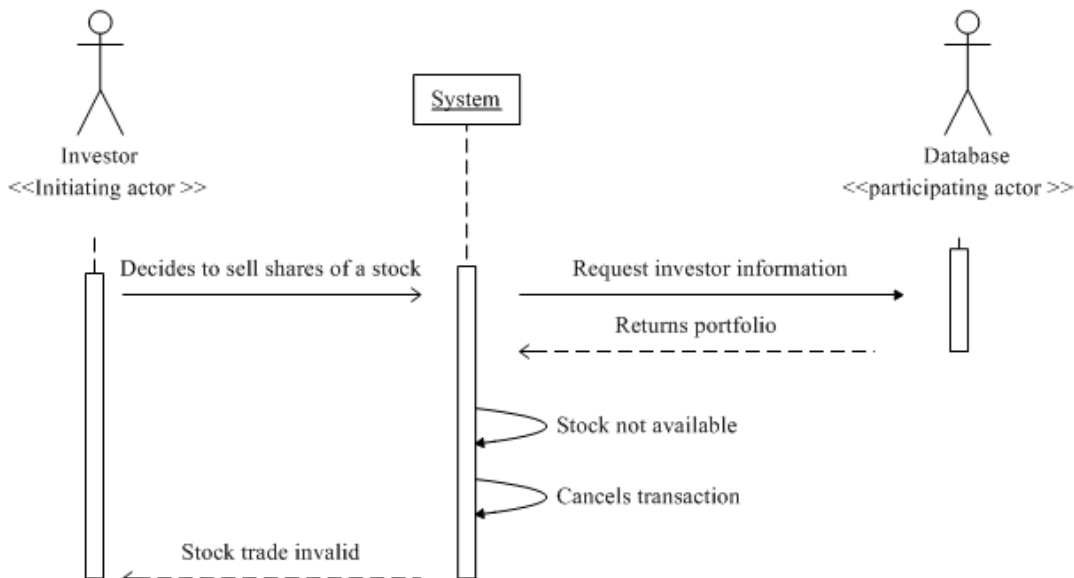 System
Investor
<<Initiating actor >>
Database
<<participating actor >>
Decides to sell shares of a stock
Request investor information
Returns portfolio
Stock not available
Cancels transaction
Stock trade invalid